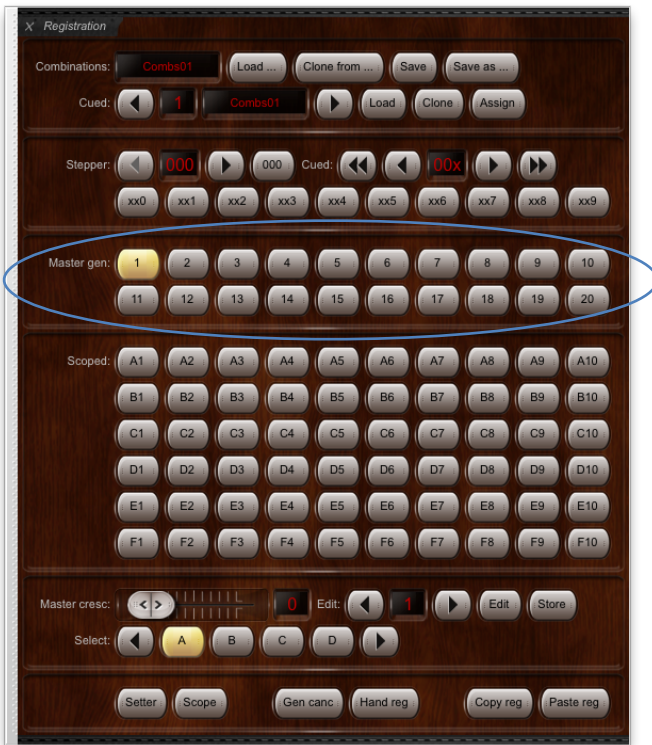 X Registration
Combinations: Combs01 Load ... Clone from ... Save Save as ...
Cued: 1 Combs01 Load Clone Assign
Stepper: 000 000 Cued: 00x
xx0 xx1 xx2 xx3 xx4 xx5 xx6 xx7 xx8 xx9
Master gen: 1 2 3 4 5 6 7 8 9 10
11 12 13 14 15 16 17 18 19 20
Scoped: A1 A2 A3 A4 A5 A6 A7 A8 A9 A10
B1 B2 B3 B4 B5 B6 B7 B8 B9 B10
C1 C2 C3 C4 C5 C6 C7 C8 C9 C10
D1 D2 D3 D4 D5 D6 D7 D8 D9 D10
E1 E2 E3 E4 E5 E6 E7 E8 E9 E10
F1 F2 F3 F4 F5 F6 F7 F8 F9 F10
Master cresc: 0 Edit: 1 Edit Store
Select: A B C D
Setter Scope Gen canc Hand reg Copy reg Paste reg